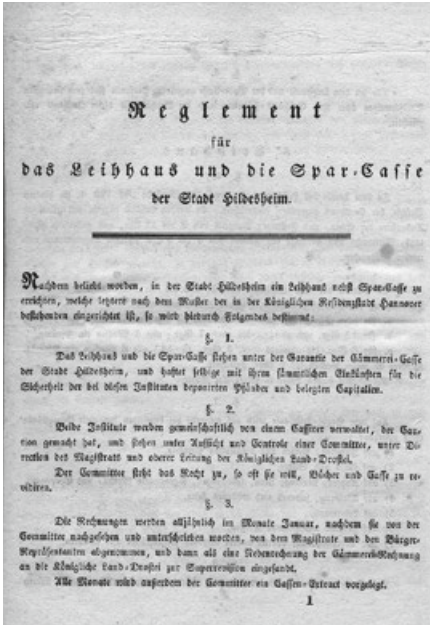 Reglement
für
das Leihhaus und die Spar-Casse
der Stadt Hildesheim.
Nachdem beliebt worden, in der Stadt Hildesheim ein Leihhaus nebst Spar-Casse zu
errichten, welche letztere nach dem Muster der in der Königlichen Residenzstadt Hannover
bestehenden eingerichtet ist, so wird hiedurch Folgendes bestimmt:
§. 1.
Das Leihhaus und die Spar-Casse stehen unter der Garantie der Cämmerei-Casse
der Stadt Hildesheim, und haftet selbige mit ihren sämmtlichen Einkünften für die
Sicherheit der bei diesen Instituten deponirten Pfänder und belegten Capitalien.
§. 2.
Beide Institute werden gemeinschaftlich von einem Cassirer verwaltet, der Cau-
tion gemacht hat, und stehen unter Aufsicht und Controle einer Committee, unter Di-
rection des Magistrats und oberer Leitung der Königlichen Land-Drostei.
Der Committee steht das Recht zu, so oft sie will, Bücher und Casse zu re-
vidiren.
§. 3.
Die Rechnungen werden alljährlich im Monate Januar, nachdem sie von der
Committee nachgesehen und unterschrieben worden, von dem Magistrate und den Bürger-
Repräsentanten abgenommen, und dann als eine Nebenrechnung der Cämmerei-Rechnung
an die Königliche Land-Drostei zur Superrevision eingesandt.
Alle Monate wird außerdem der Committee ein Cassen-Extract vorgelegt.
1